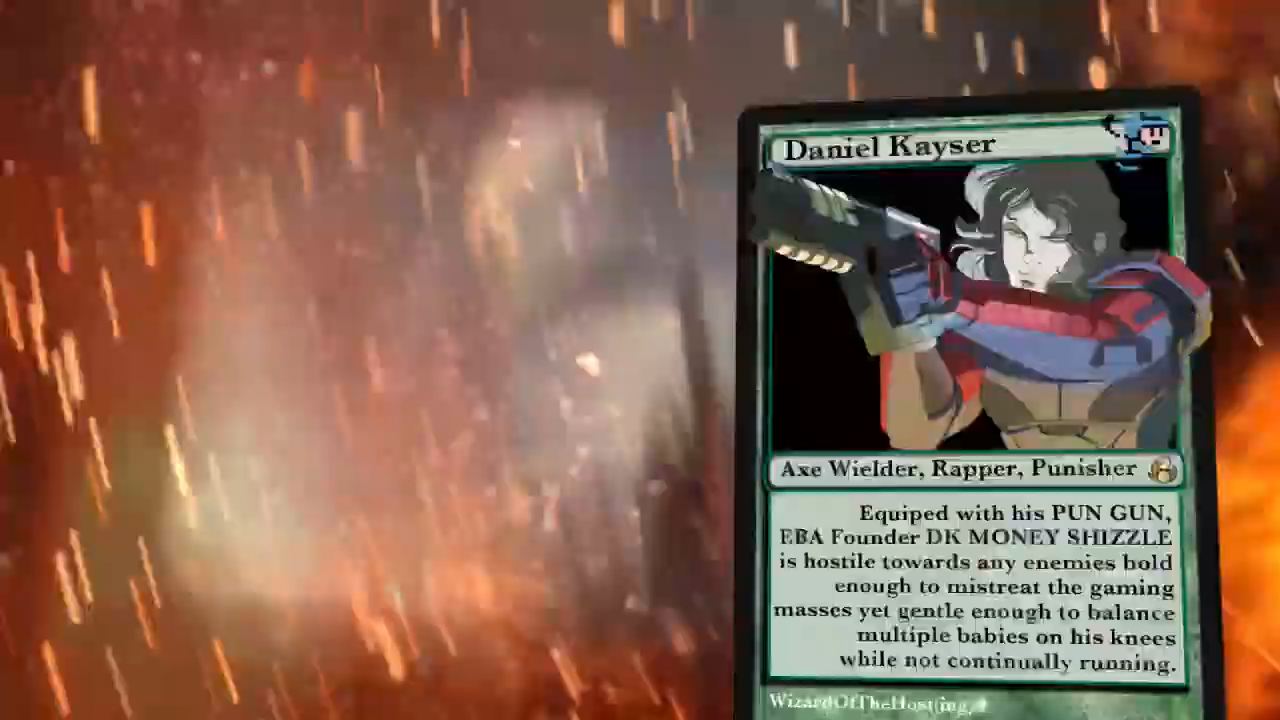 Daniel Kayser
Axe Wielder, Rapper, Punisher
Equiped with his PUN GUN,
EBA Founder DK MONEY SHIZZLE
is hostile towards any enemies bold
enough to mistreat the gaming
masses yet gentle enough to balance
multiple babies on his knees
while not continually running.
WizardOfTheHosting,